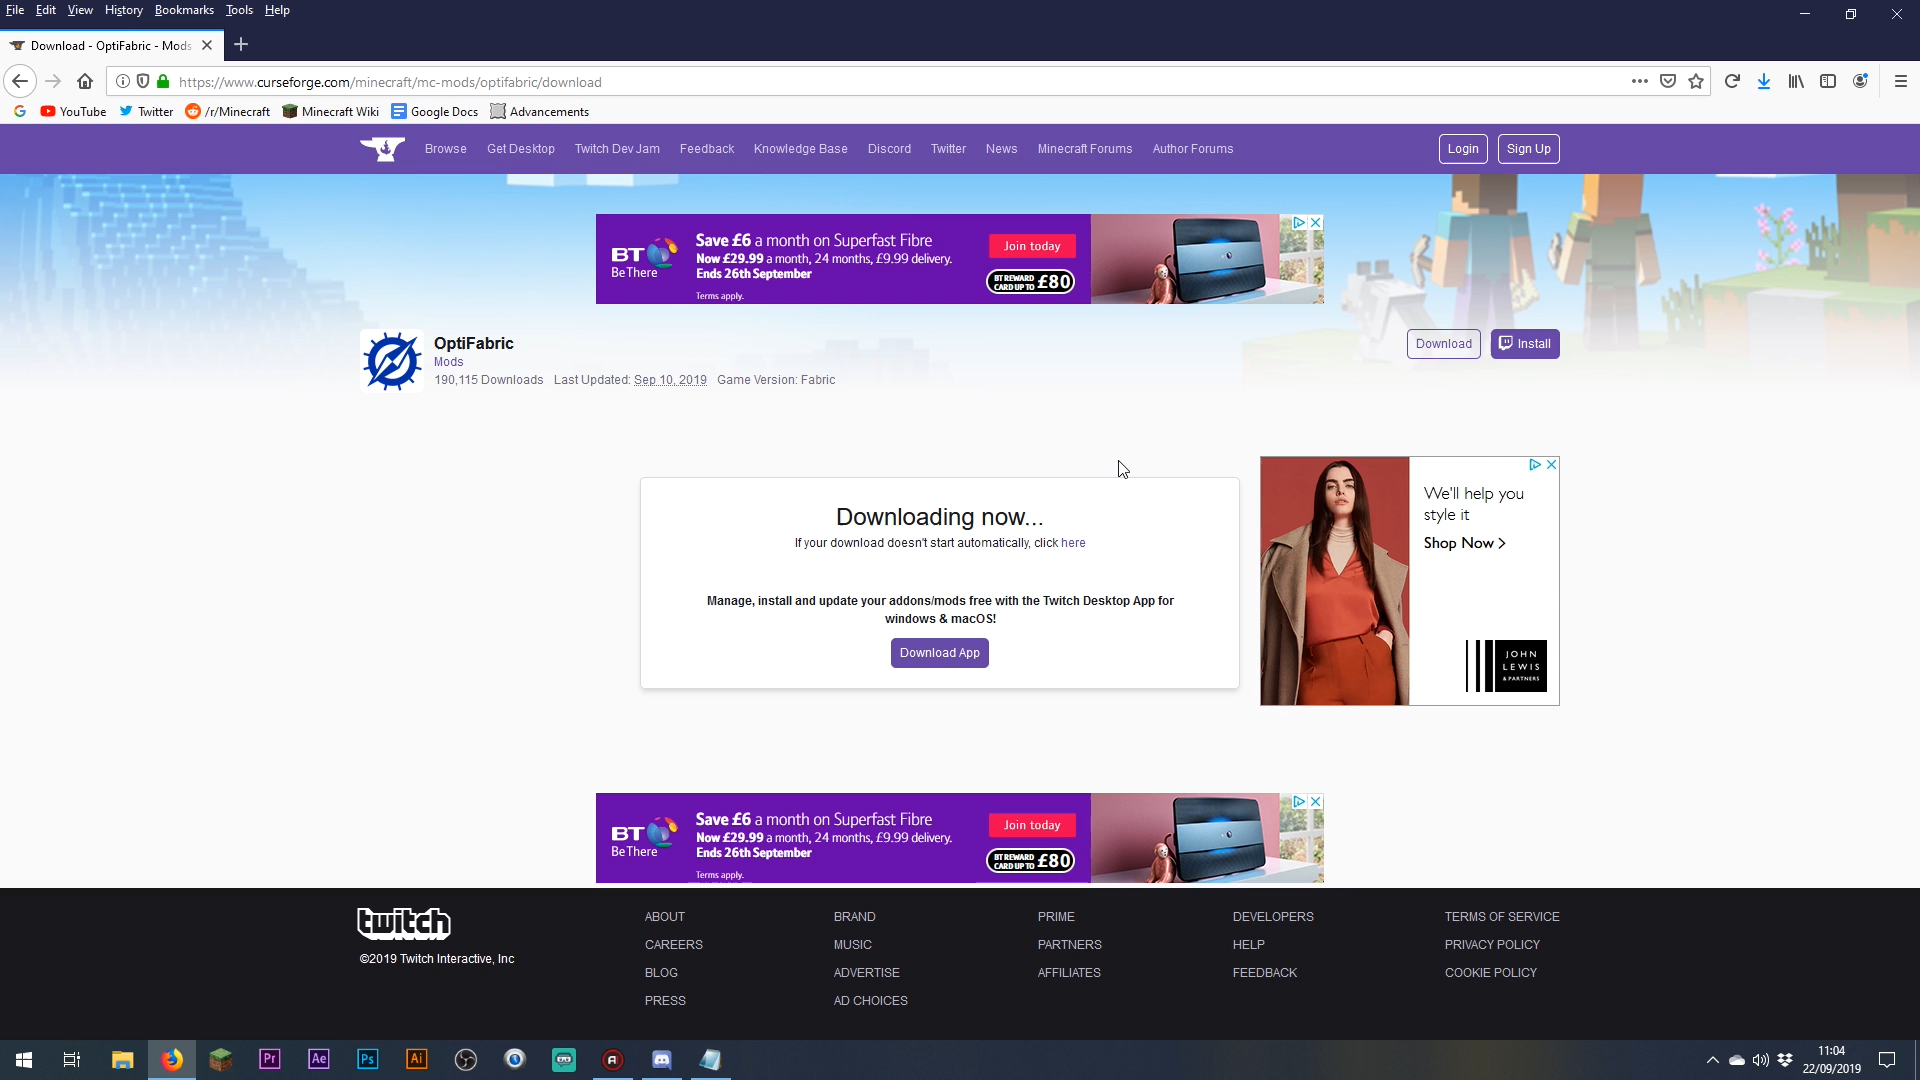 File Edit View History Bookmarks Tools Help
Download - OptiFabric - Mods
https://www.curseforge.com/minecraft/mc-mods/optifabric/download
YouTube Twitter /r/Minecraft Minecraft Wiki Google Docs Advancements
Browse Get Desktop Twitch Dev Jam Feedback Knowledge Base Discord Twitter News Minecraft Forums Author Forums Login Sign Up
BT
Be There
Save £6 a month on Superfast Fibre
Now £29.99 a month, 24 months, £9.99 delivery.
Ends 26th September
Terms apply.
Join today
BT REWARD
CARD UP TO £80
OptiFabric
Mods
190,115 Downloads Last Updated: Sep 10, 2019 Game Version: Fabric
Download Install
Downloading now...
If your download doesn't start automatically, click here
Manage, install and update your addons/mods free with the Twitch Desktop App for
windows & macOS!
Download App
We'll help you
style it
Shop Now >
JOHN
LEWIS
& PARTNERS
BT
Be There
Save £6 a month on Superfast Fibre
Now £29.99 a month, 24 months, £9.99 delivery.
Ends 26th September
Terms apply.
Join today
BT REWARD
CARD UP TO £80
twitch
©2019 Twitch Interactive, Inc
ABOUT BRAND PRIME DEVELOPERS TERMS OF SERVICE
CAREERS MUSIC PARTNERS HELP PRIVACY POLICY
BLOG ADVERTISE AFFILIATES FEEDBACK COOKIE POLICY
PRESS AD CHOICES
Pr Ae Ps Ai
11:04
22/09/2019